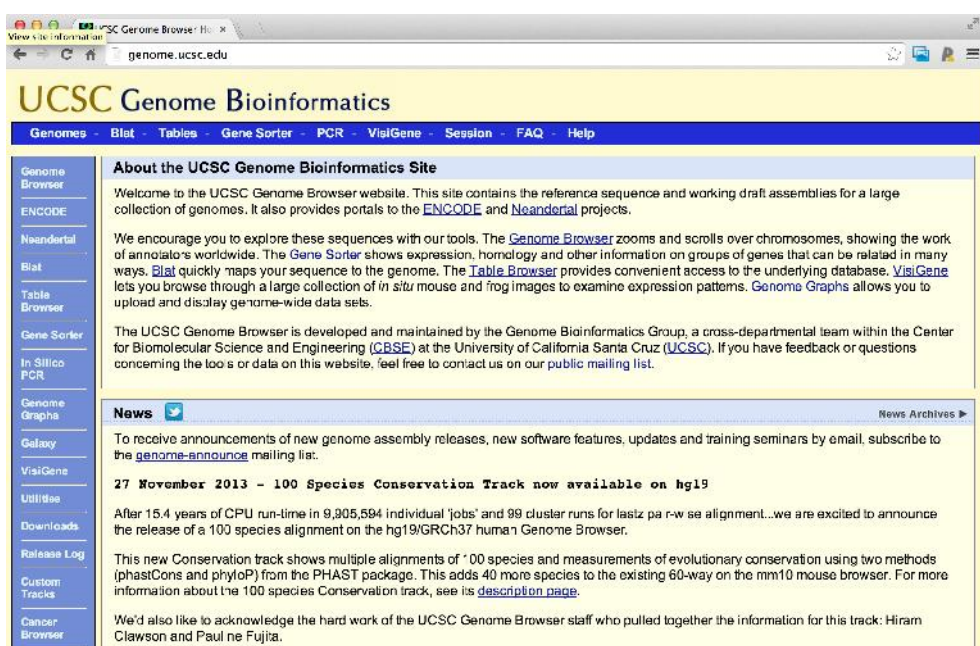 UCSC Genome Browser Ho
View site information
genome.ucsc.edu
UCSC Genome Bioinformatics
Genomes - Blat - Tables - Gene Sorter - PCR - VisiGene - Session - FAQ - Help
Genome
Browser
ENCODE
Neandertal
Blat
Table
Browser
Gene Sorter
In Silico
PCR
Genome
Graphs
Galaxy
VisiGene
Utilities
Downloads
Release Log
Custom
Tracks
Cancer
Browser
About the UCSC Genome Bioinformatics Site
Welcome to the UCSC Genome Browser website. This site contains the reference sequence and working draft assemblies for a large
collection of genomes. It also provides portals to the ENCODE and Neandertal projects.
We encourage you to explore these sequences with our tools. The Genome Browser zooms and scrolls over chromosomes, showing the work
of annotators worldwide. The Gene Sorter shows expression, homology and other information on groups of genes that can be related in many
ways. Blat quickly maps your sequence to the genome. The Table Browser provides convenient access to the underlying database. VisiGene
lets you browse through a large collection of in situ mouse and frog images to examine expression patterns. Genome Graphs allows you to
upload and display genome-wide data sets.
The UCSC Genome Browser is developed and maintained by the Genome Bioinformatics Group, a cross-departmental team within the Center
for Biomolecular Science and Engineering (CBSE) at the University of California Santa Cruz (UCSC). If you have feedback or questions
concerning the tools or data on this website, feel free to contact us on our public mailing list.
News
News Archives ▶
To receive announcements of new genome assembly releases, new software features, updates and training seminars by email, subscribe to
the genome-announce mailing list.
27 November 2013 - 100 Species Conservation Track now available on hg19
After 15.4 years of CPU run-time in 9,905,594 individual 'jobs' and 99 cluster runs for lastz pair-wise alignment...we are excited to announce
the release of a 100 species alignment on the hg19/GRCh37 human Genome Browser.
This new Conservation track shows multiple alignments of 100 species and measurements of evolutionary conservation using two methods
(phastCons and phyloP) from the PHAST package. This adds 40 more species to the existing 60-way on the mm10 mouse browser. For more
information about the 100 species Conservation track, see its description page.
We'd also like to acknowledge the hard work of the UCSC Genome Browser staff who pulled together the information for this track: Hiram
Clawson and Pauline Fujita.